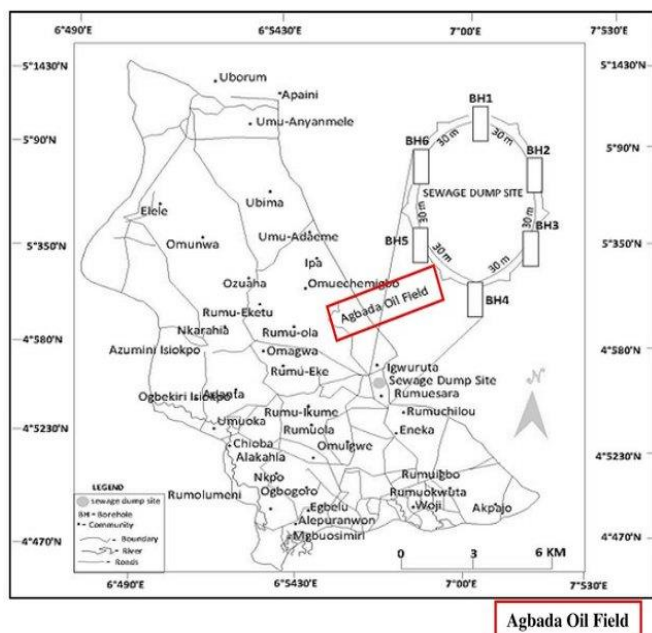 6°490'E 6°5430'E 7°00'E 7°530'E
5°1430'N 5°1430'N
5°90'N 5°90'N
5°350'N 5°350'N
4°580'N 4°580'N
4°5230'N 4°5230'N
4°470'N 4°470'N
Uborum
Apaini
Umu-Anyanmele
Ubima
Elele
Omunwa
Umu-Adaeme
Ipa
Ozuaha
Omuechemigbo
Rumu-Eketu
Nkarahia
Rumu-ola
Azumini Isiokpo
Omagwa
Rumu-Eke
Igwuruta
Sewage Dump Site
Rumuesara
Ogbekiri Isiokpo
Rumu-Ikume
Rumuchilou
Umuoka
Rumuola
Eneka
Chioba
Omuigwe
Alakahla
Nkpo
Rumuigbo
Rumolumeni
Ogbogoro
Rumuokwuta
Woji
Akpajo
Egbelu
Alepuranwon
Mgbuosimiri
BH1
BH2
BH3
BH4
BH5
BH6
30 m
30 m
30 m
30 m
30 m
SEWAGE DUMP SITE
Agbada Oil Field
N
LEGEND
sewage dump site
BH = Borehole
Community
Boundary
River
Roads
0 3 6 KM
6°490'E 6°5430'E 7°00'E 7°530'E
Agbada Oil Field